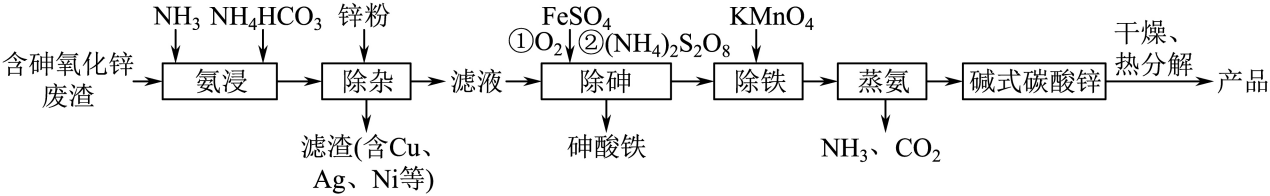 NH3 NH4HCO3 锌粉 FeSO4 KMnO4
①O2 ②(NH4)2S2O8
含砷氧化锌
废渣
氨浸
除杂
滤液
除砷
除铁
蒸氨
碱式碳酸锌
干燥、
热分解
产品
滤渣(含Cu、
Ag、Ni等)
砷酸铁
NH3、CO2